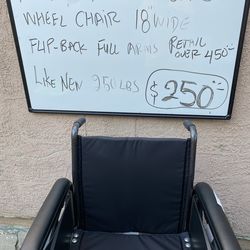 WHEEL CHAIR 18" WIDE
FLIP-BACK FULL ARMS RETAIL
OVER 450
LIKE NEW 250 LBS $250